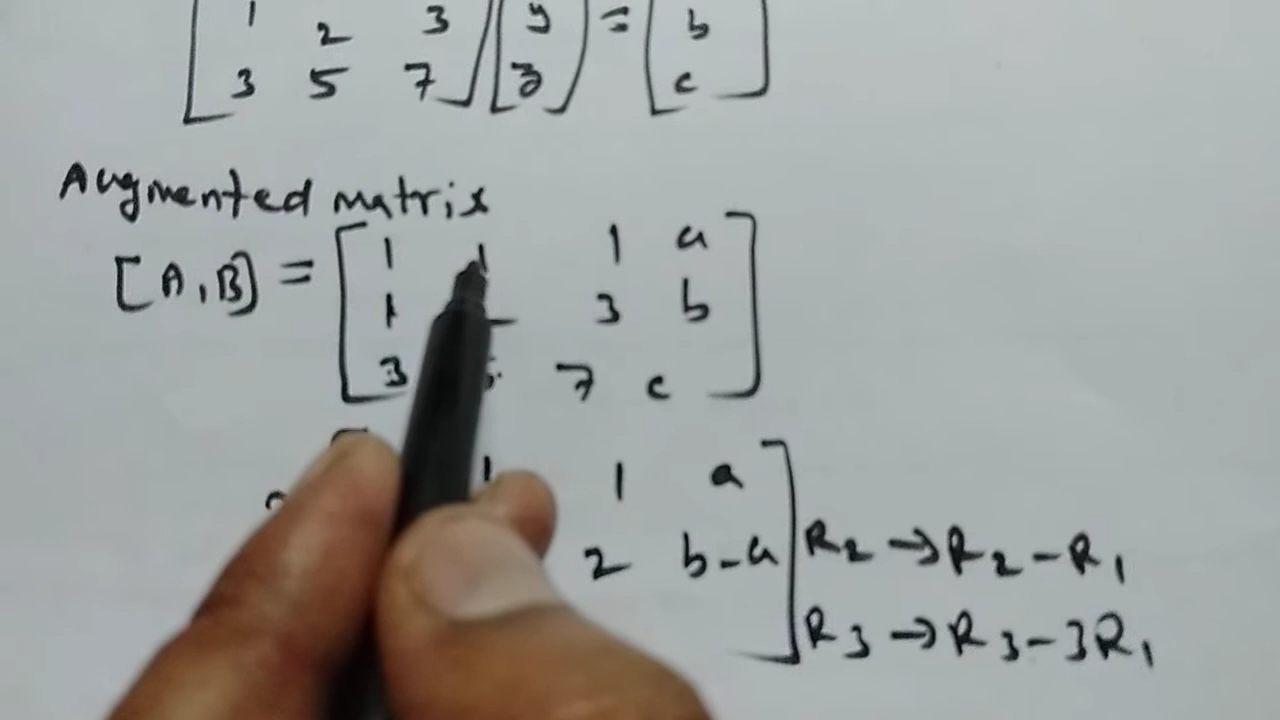 1 2 3 y = b
3 5 7 z c
Augmented matrix
[A,B] = 1 1 1 a
1 3 b
3 5 7 c
1 1 a
2 b-a R2 → R2 - R1
R3 → R3 - 3R1